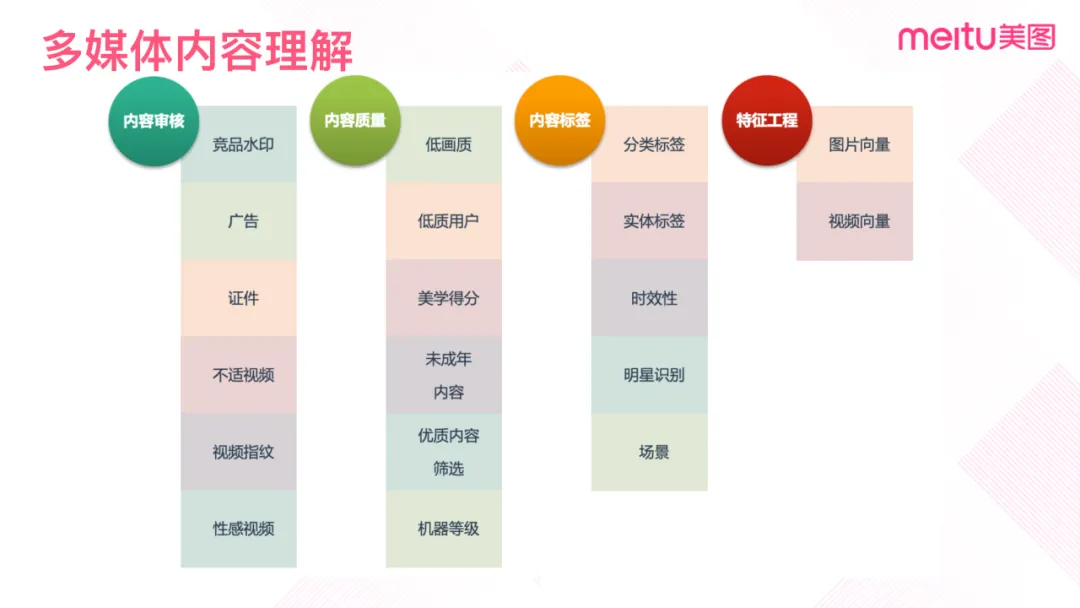 多媒体内容理解
meitu美图
内容审核
竞品水印
广告
证件
不适视频
视频指纹
性感视频
内容质量
低画质
低质用户
美学得分
未成年
内容
优质内容
筛选
机器等级
内容标签
分类标签
实体标签
时效性
明星识别
场景
特征工程
图片向量
视频向量